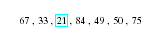 67 , 33 , 21 , 84 , 49 , 50 , 75